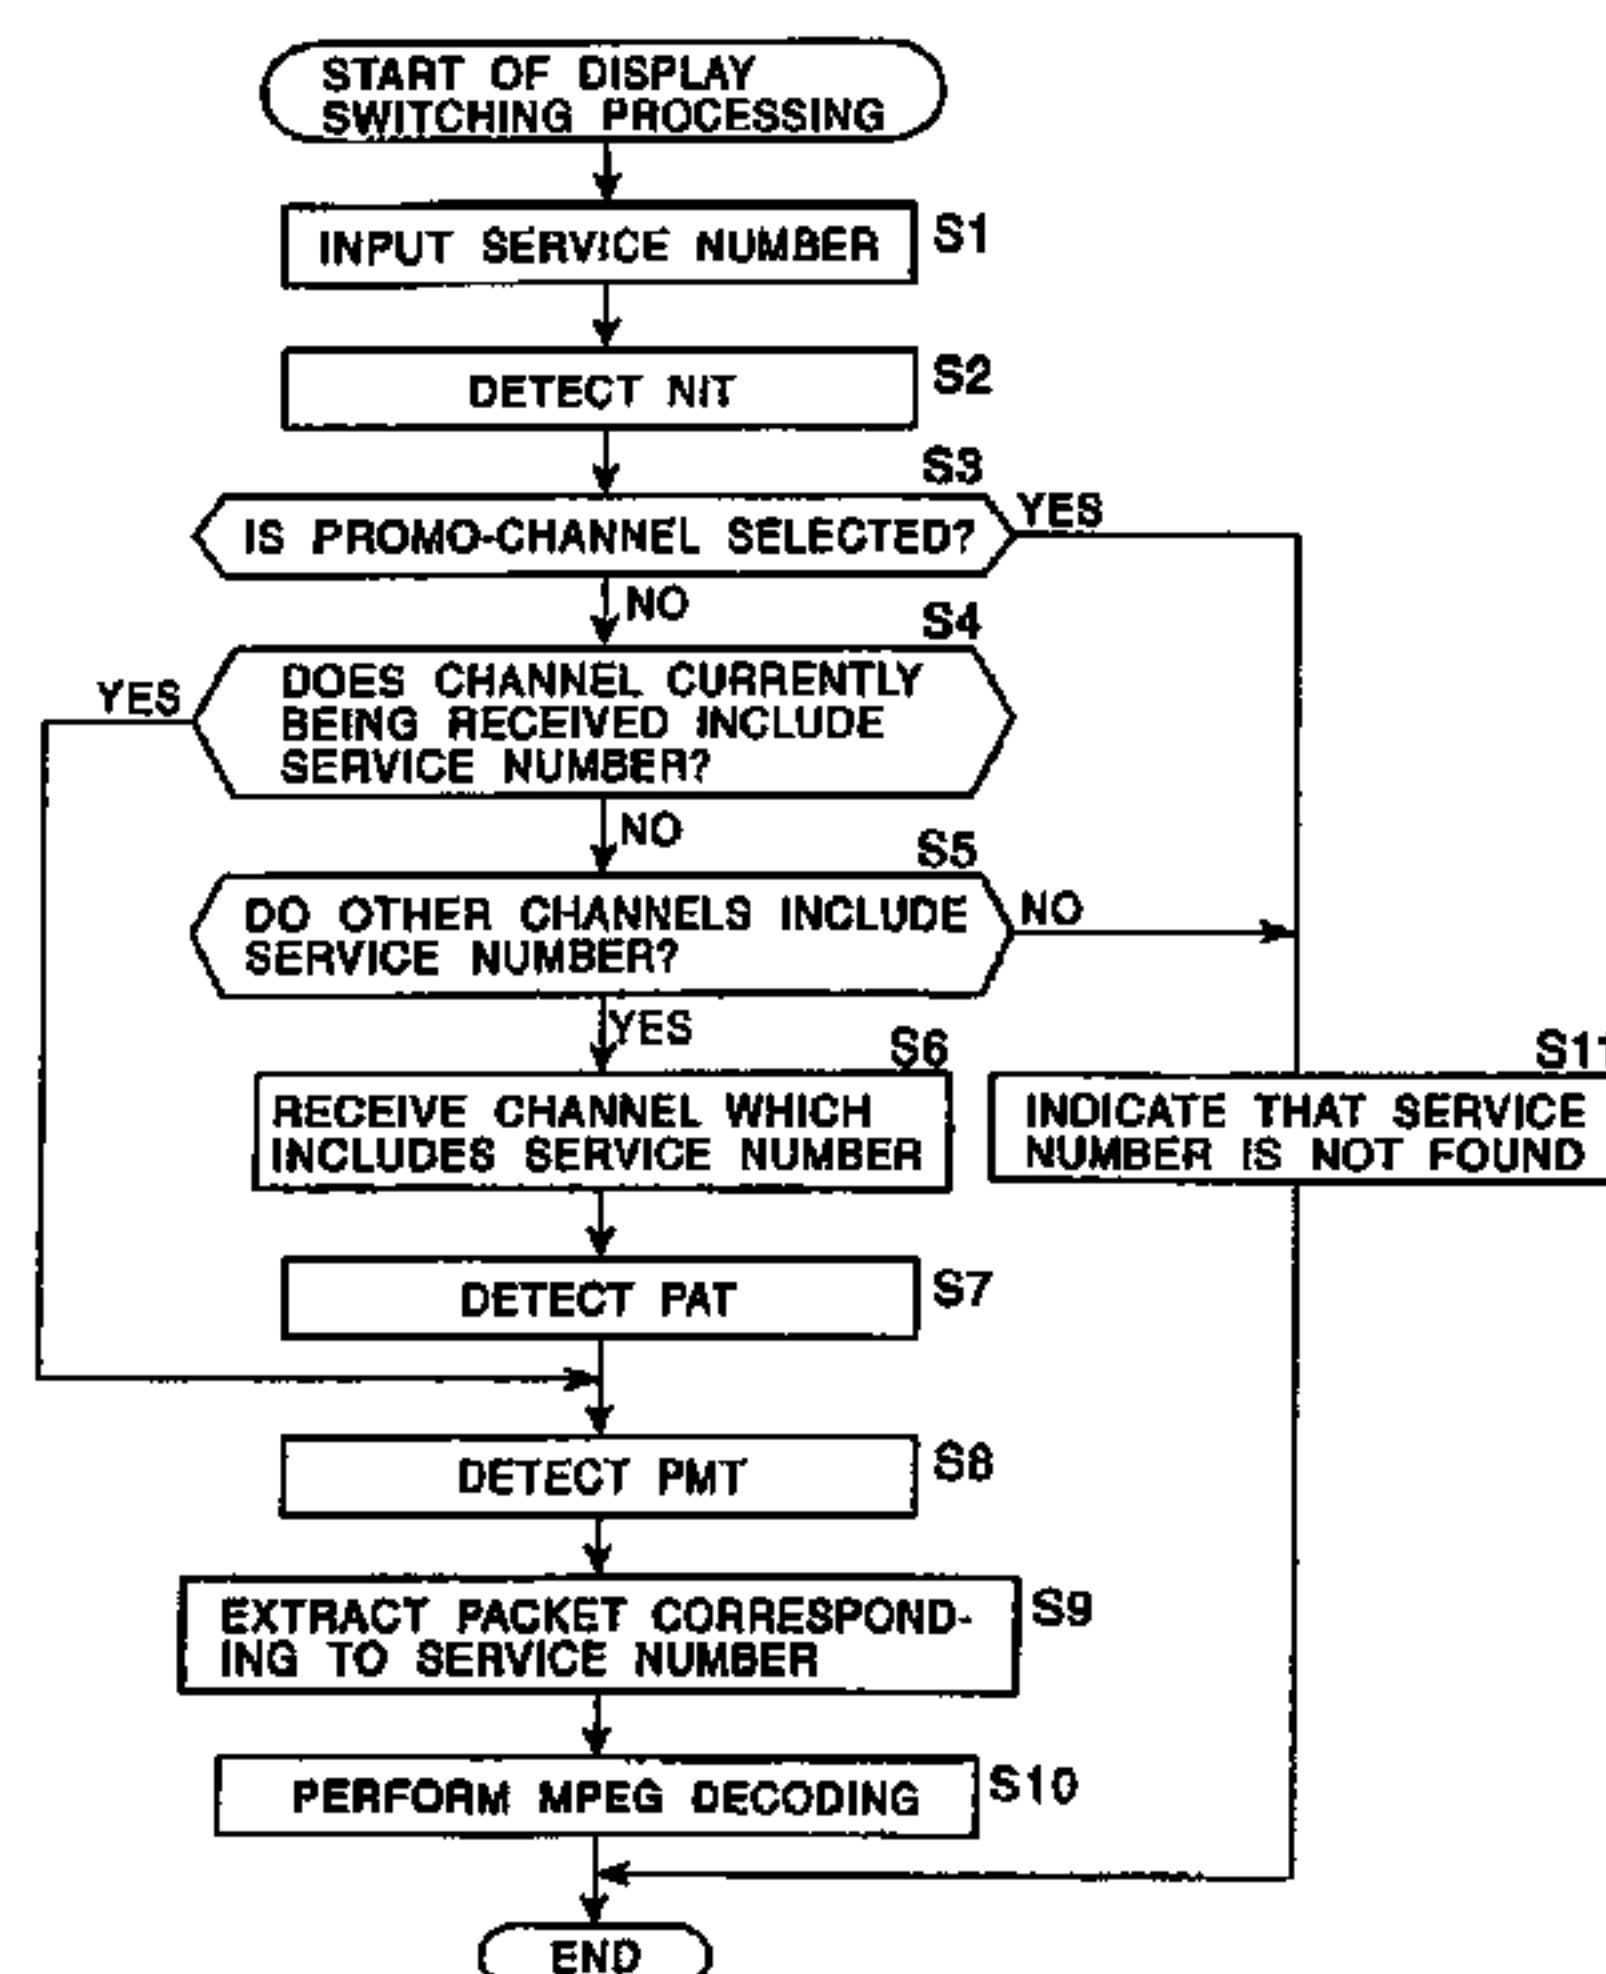 START OF DISPLAY
SWITCHING PROCESSING
INPUT SERVICE NUMBER
S1
DETECT NIT
S2
S3
IS PROMO-CHANNEL SELECTED?
YES
NO
S4
YES
DOES CHANNEL CURRENTLY
BEING RECEIVED INCLUDE
SERVICE NUMBER?
NO
S5
DO OTHER CHANNELS INCLUDE
SERVICE NUMBER?
NO
YES
S6
RECEIVE CHANNEL WHICH
INCLUDES SERVICE NUMBER
S11
INDICATE THAT SERVICE
NUMBER IS NOT FOUND
DETECT PAT
S7
DETECT PMT
S8
EXTRACT PACKET CORRESPOND-
ING TO SERVICE NUMBER
S9
PERFORM MPEG DECODING
S10
END